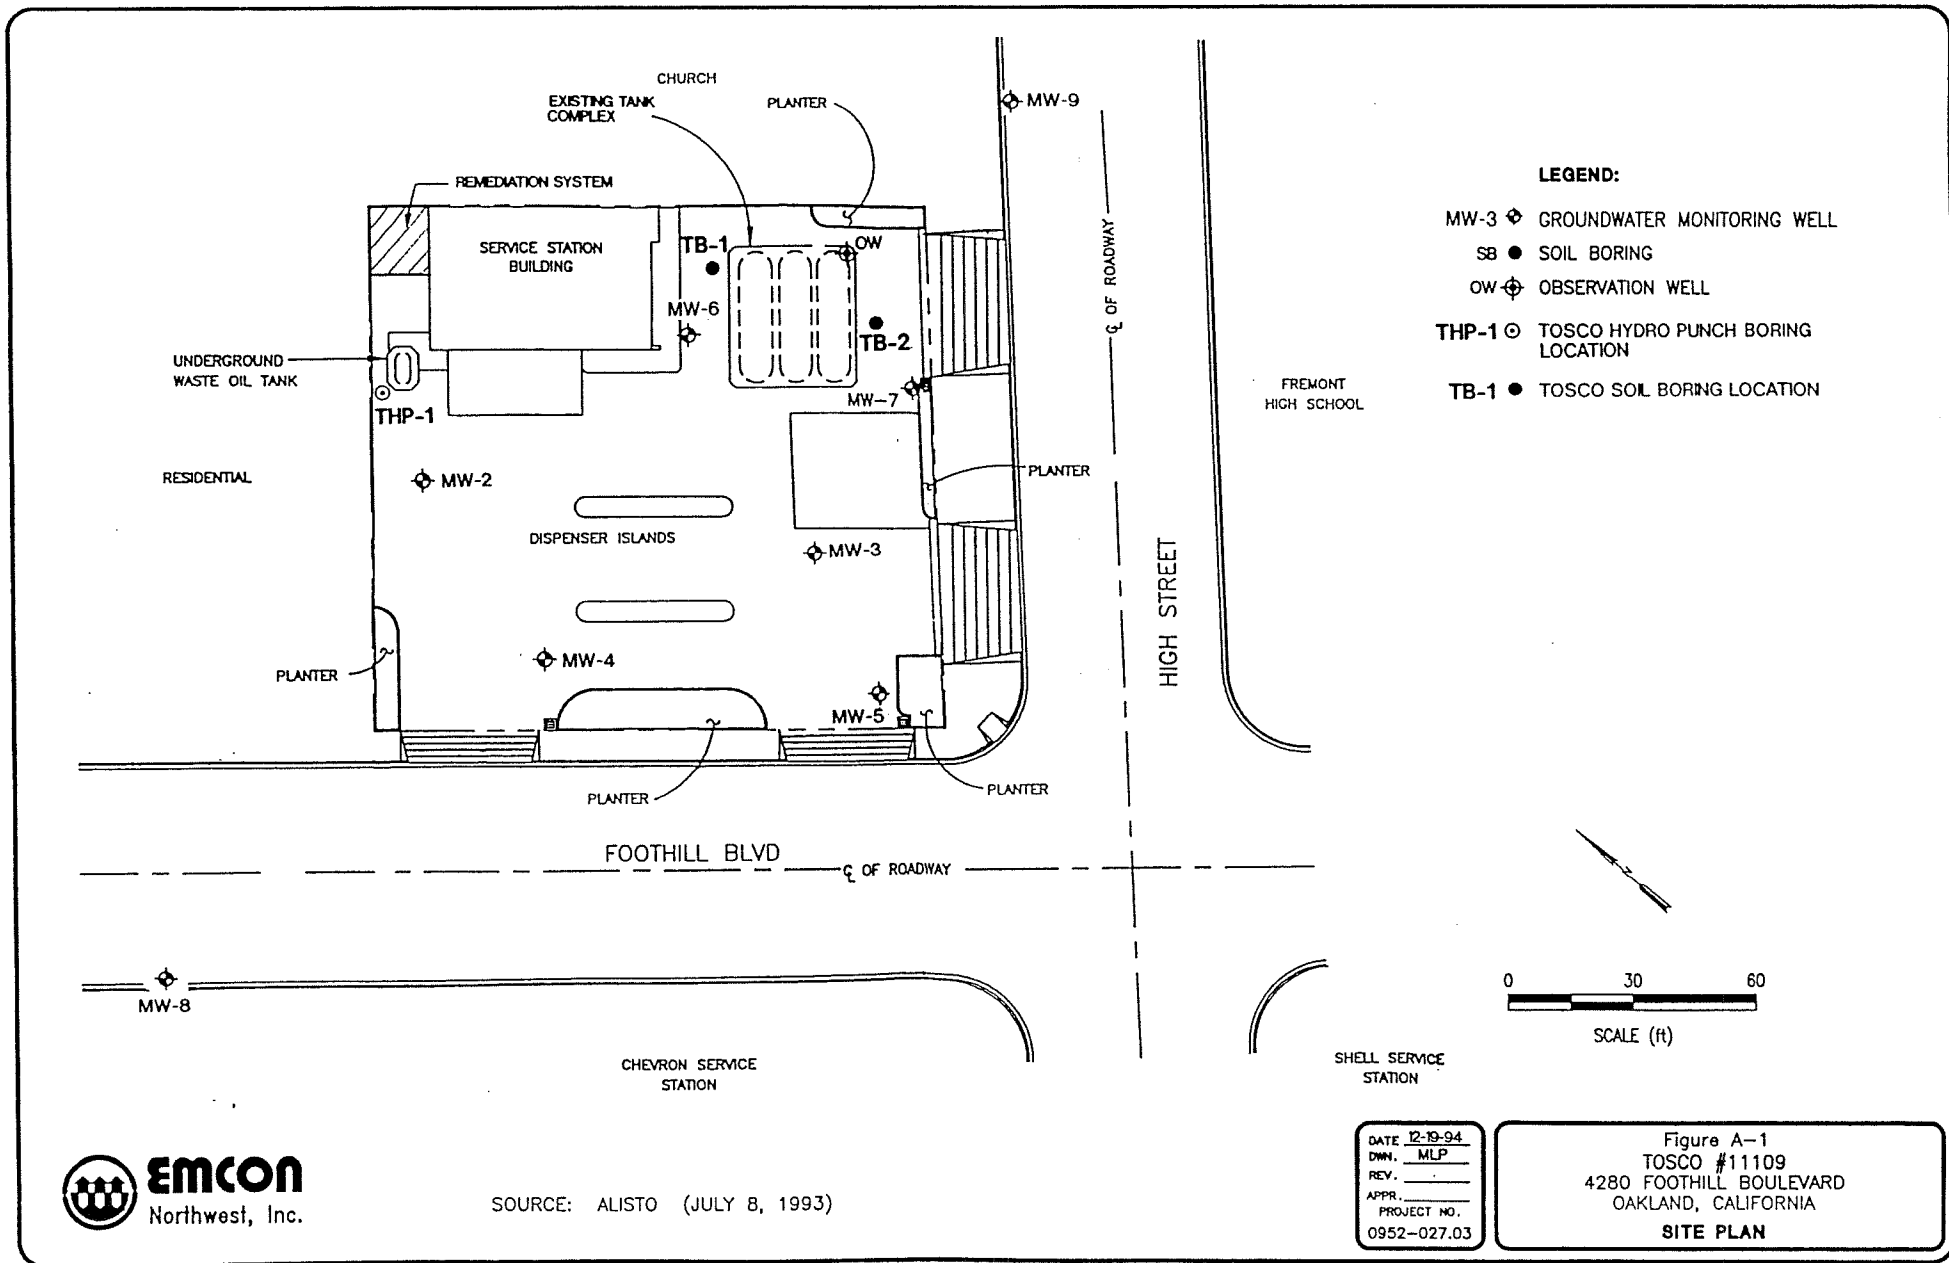 CHURCH
EXISTING TANK
COMPLEX
PLANTER
MW-9
REMEDIATION SYSTEM
SERVICE STATION
BUILDING
TB-1
OW
MW-6
TB-2
UNDERGROUND
WASTE OIL TANK
THP-1
MW-7
RESIDENTIAL
MW-2
PLANTER
DISPENSER ISLANDS
MW-3
MW-4
PLANTER
MW-5
PLANTER
PLANTER
℄ OF ROADWAY
HIGH STREET
FREMONT
HIGH SCHOOL
LEGEND:
MW-3 GROUNDWATER MONITORING WELL
SB SOIL BORING
OW OBSERVATION WELL
THP-1 TOSCO HYDRO PUNCH BORING
LOCATION
TB-1 TOSCO SOIL BORING LOCATION
FOOTHILL BLVD
℄ OF ROADWAY
N
MW-8
0 30 60
SCALE (ft)
CHEVRON SERVICE
STATION
SHELL SERVICE
STATION
EMCON
Northwest, Inc.
SOURCE: ALISTO (JULY 8, 1993)
DATE 12-19-94
DWN. MLP
REV.
APPR.
PROJECT NO.
0952-027.03
Figure A-1
TOSCO #11109
4280 FOOTHILL BOULEVARD
OAKLAND, CALIFORNIA
SITE PLAN